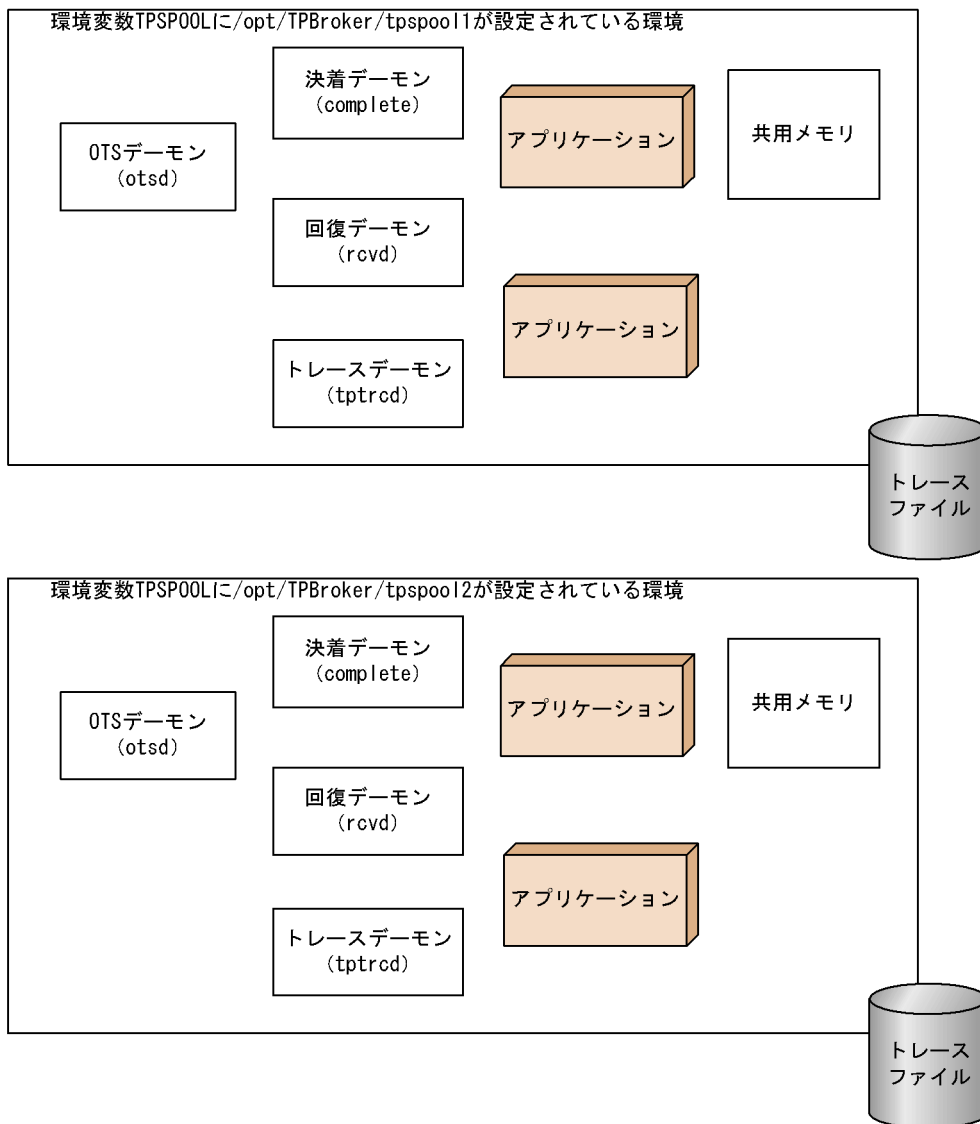 環境変数TPSPOOLに/opt/TPBroker/tpspool1が設定されている環境
決着デーモン
(complete)
アプリケーション
共用メモリ
OTSデーモン
(otsd)
回復デーモン
(rcvd)
アプリケーション
トレースデーモン
(tptrcd)
トレース
ファイル
環境変数TPSPOOLに/opt/TPBroker/tpspool2が設定されている環境
決着デーモン
(complete)
アプリケーション
共用メモリ
OTSデーモン
(otsd)
回復デーモン
(rcvd)
アプリケーション
トレースデーモン
(tptrcd)
トレース
ファイル